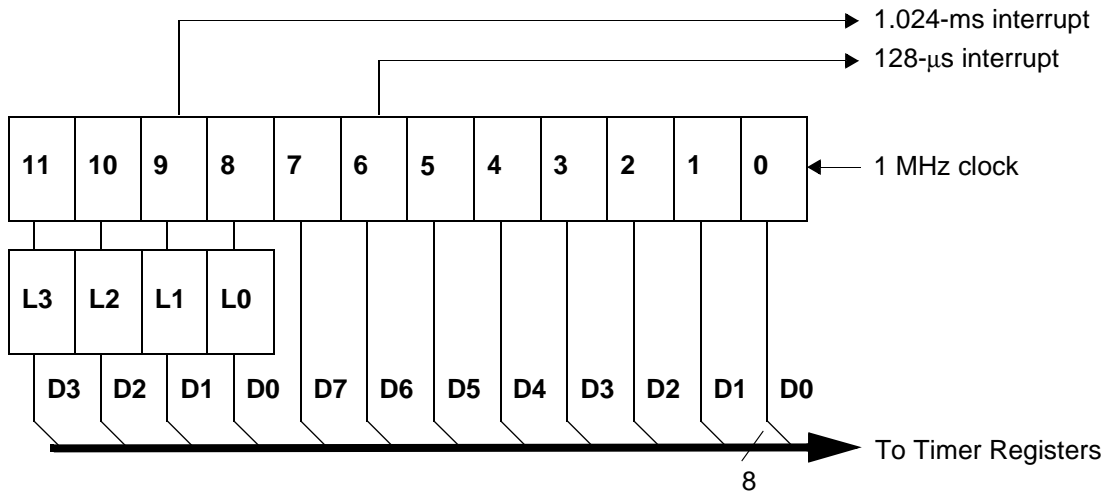 1.024-ms interrupt
128-μs interrupt
11 10 9 8 7 6 5 4 3 2 1 0
1 MHz clock
L3 L2 L1 L0
D3 D2 D1 D0 D7 D6 D5 D4 D3 D2 D1 D0
To Timer Registers
8